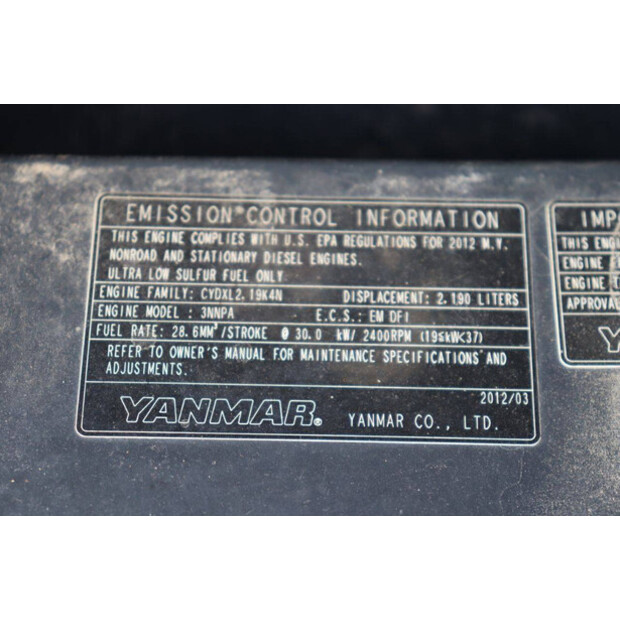 EMISSION CONTROL INFORMATION
THIS ENGINE COMPLIES WITH U.S. EPA REGULATIONS FOR 2012 M.Y.
NONROAD AND STATIONARY DIESEL ENGINES.
ULTRA LOW SULFUR FUEL ONLY.
ENGINE FAMILY: CYDXL2.19K4N DISPLACEMENT: 2.190 LITERS
ENGINE MODEL: 3NNPA E.C.S.: EM DFI
FUEL RATE: 28.6MM³/STROKE @ 30.0 kW/ 2400RPM (19≤kW<37)
REFER TO OWNER'S MANUAL FOR MAINTENANCE SPECIFICATIONS AND
ADJUSTMENTS.
2012/03
YANMAR® YANMAR CO., LTD.
IMPO
THIS ENG
ENGINE
ENGINE
APPROVAL
Y